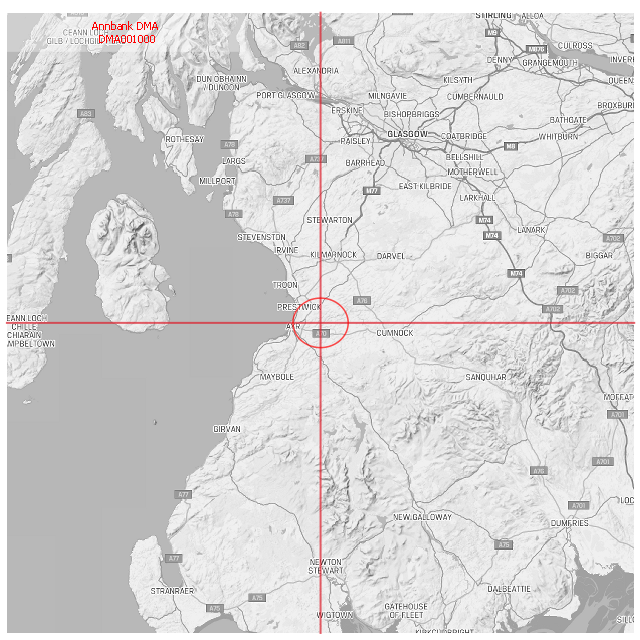 STIRLING
ALLOA
CEANN LOCH
GILB / LOCHGIL
Annbank DMA
DMA001000
M9
A82
A811
M876
CULROSS
DENNY
GRANGEMOUTH
INVER
ALEXANDRIA
DUN OBHAINN
/ DUNOON
KILSYTH
QUEEN
PORT GLASGOW
MILNGAVIE
CUMBERNAULD
BROXBUR
A83
ERSKINE
BISHOPBRIGGS
BATHGATE
ROTHESAY
A78
PAISLEY
GLASGOW
COATBRIDGE
M8
WHITBURN
LARGS
A737
BARRHEAD
BELLSHILL
MOTHERWELL
MILLPORT
M77
EAST KILBRIDE
A737
LARKHALL
A78
STEWARTON
M74
LANARK
STEVENSTON
M74
A702
IRVINE
KILMARNOCK
DARVEL
BIGGAR
M74
TROON
A702
PRESTWICK
A76
A702
EANN LOCH
CHILLE
CHIARAIN
MPBELTOWN
AYR
A70
CUMNOCK
MAYBOLE
SANQUHAR
MOFFAT
A701
GIRVAN
A701
A76
A77
LOC
A701
NEW GALLOWAY
DUMFRIES
A75
A77
NEWTON
STEWART
STRANRAER
DALBEATTIE
A75
A75
WIGTOWN
GATEHOUSE
OF FLEET
KIRKCUDBRIGHT
SILLO